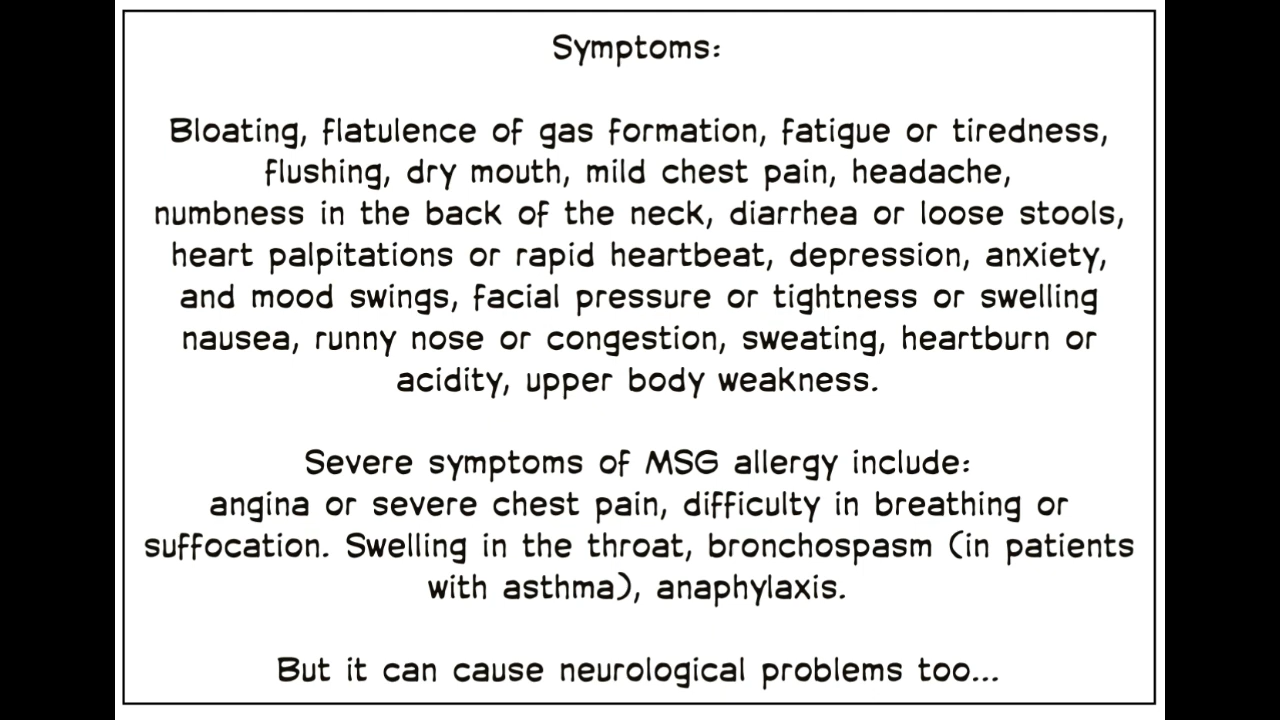 Symptoms:
Bloating, flatulence of gas formation, fatigue or tiredness,
flushing, dry mouth, mild chest pain, headache,
numbness in the back of the neck, diarrhea or loose stools,
heart palpitations or rapid heartbeat, depression, anxiety,
and mood swings, facial pressure or tightness or swelling
nausea, runny nose or congestion, sweating, heartburn or
acidity, upper body weakness.
Severe symptoms of MSG allergy include:
angina or severe chest pain, difficulty in breathing or
suffocation. Swelling in the throat, bronchospasm (in patients
with asthma), anaphylaxis.
But it can cause neurological problems too...